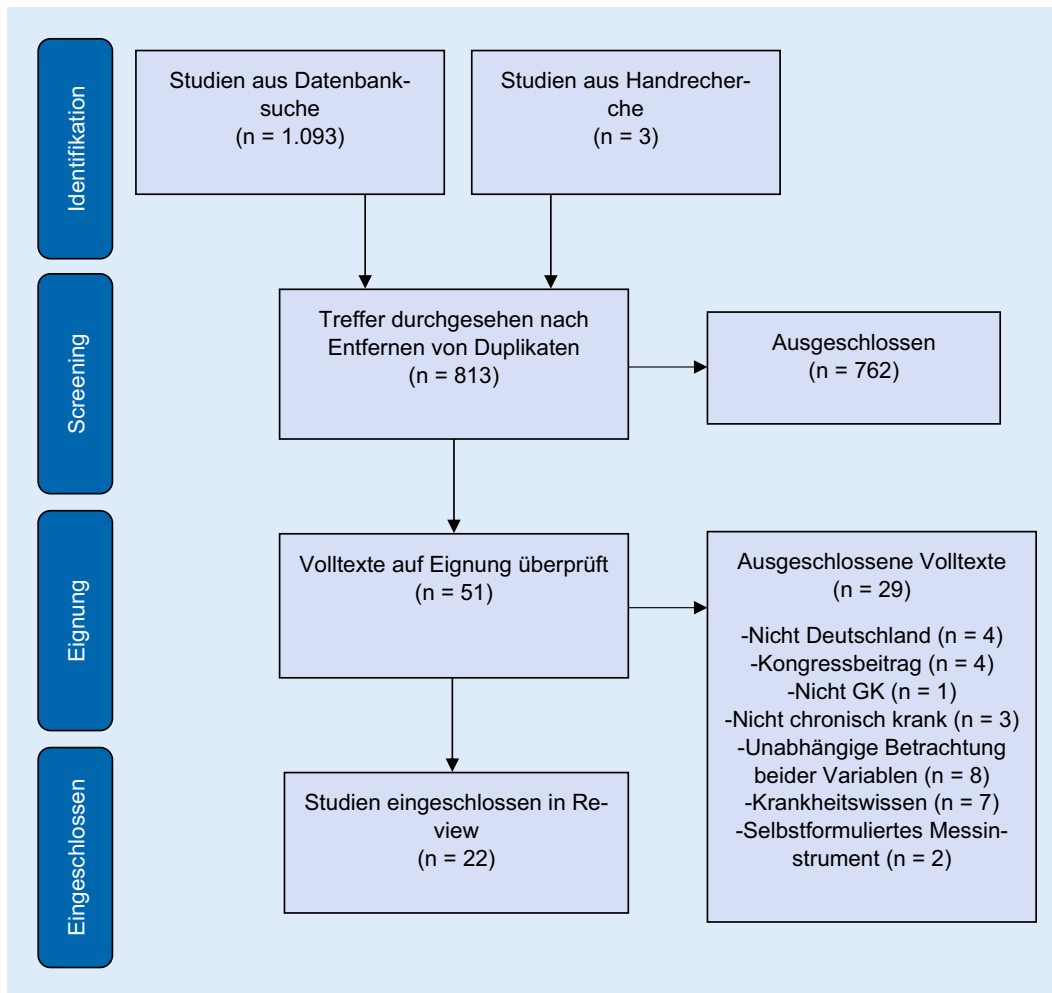 Identifikation
Studien aus Datenbank-
suche
(n = 1.093)
Studien aus Handrecher-
che
(n = 3)
Screening
Treffer durchgesehen nach
Entfernen von Duplikaten
(n = 813)
Ausgeschlossen
(n = 762)
Eignung
Volltexte auf Eignung überprüft
(n = 51)
Ausgeschlossene Volltexte
(n = 29)
-Nicht Deutschland (n = 4)
-Kongressbeitrag (n = 4)
-Nicht GK (n = 1)
-Nicht chronisch krank (n = 3)
-Unabhängige Betrachtung
beider Variablen (n = 8)
-Krankheitswissen (n = 7)
-Selbstformuliertes Messin-
strument (n = 2)
Eingeschlossen
Studien eingeschlossen in Re-
view
(n = 22)